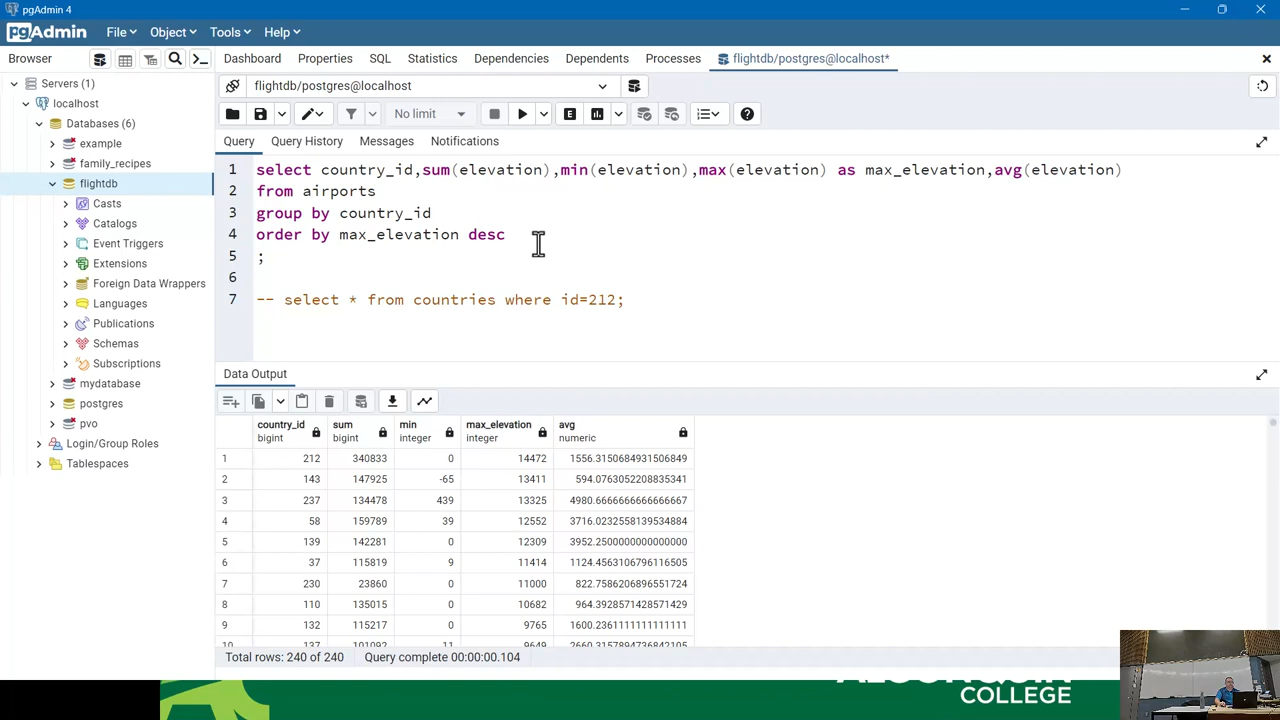 pgAdmin 4
pgAdmin File Object Tools Help
Browser Dashboard Properties SQL Statistics Dependencies Dependents Processes flightdb/postgres@localhost*
Servers (1)
localhost
Databases (6)
example
family_recipes
flightdb
Casts
Catalogs
Event Triggers
Extensions
Foreign Data Wrappers
Languages
Publications
Schemas
Subscriptions
mydatabase
postgres
pvo
Login/Group Roles
Tablespaces
flightdb/postgres@localhost
No limit
Query Query History Messages Notifications
1 select country_id,sum(elevation),min(elevation),max(elevation) as max_elevation,avg(elevation)
2 from airports
3 group by country_id
4 order by max_elevation desc
5 ;
6
7 -- select * from countries where id=212;
Data Output
country_id sum min max_elevation avg
bigint bigint integer integer numeric
1 212 340833 0 14472 1556.3150684931506849
2 143 147925 -65 13411 594.0763052208835341
3 237 134478 439 13325 4980.6666666666666667
4 58 159789 39 12552 3716.0232558139534884
5 139 142281 0 12309 3952.2500000000000000
6 37 115819 9 11414 1124.4563106796116505
7 230 23860 0 11000 822.7586206896551724
8 110 135015 0 10682 964.3928571428571429
9 132 115217 0 9765 1600.2361111111111111
10 137 101092 11 9649 2660.3157894736842105
Total rows: 240 of 240 Query complete 00:00:00.104
ALGONQUIN
COLLEGE